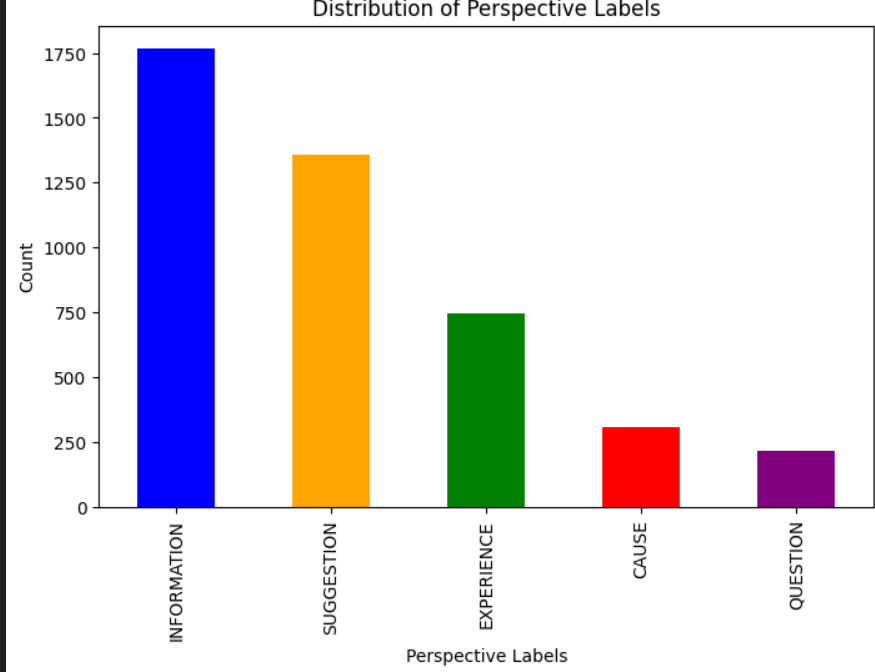 Distribution of Perspective Labels
1750
1500
1250
1000
750
500
250
0
Count
INFORMATION
SUGGESTION
EXPERIENCE
CAUSE
QUESTION
Perspective Labels